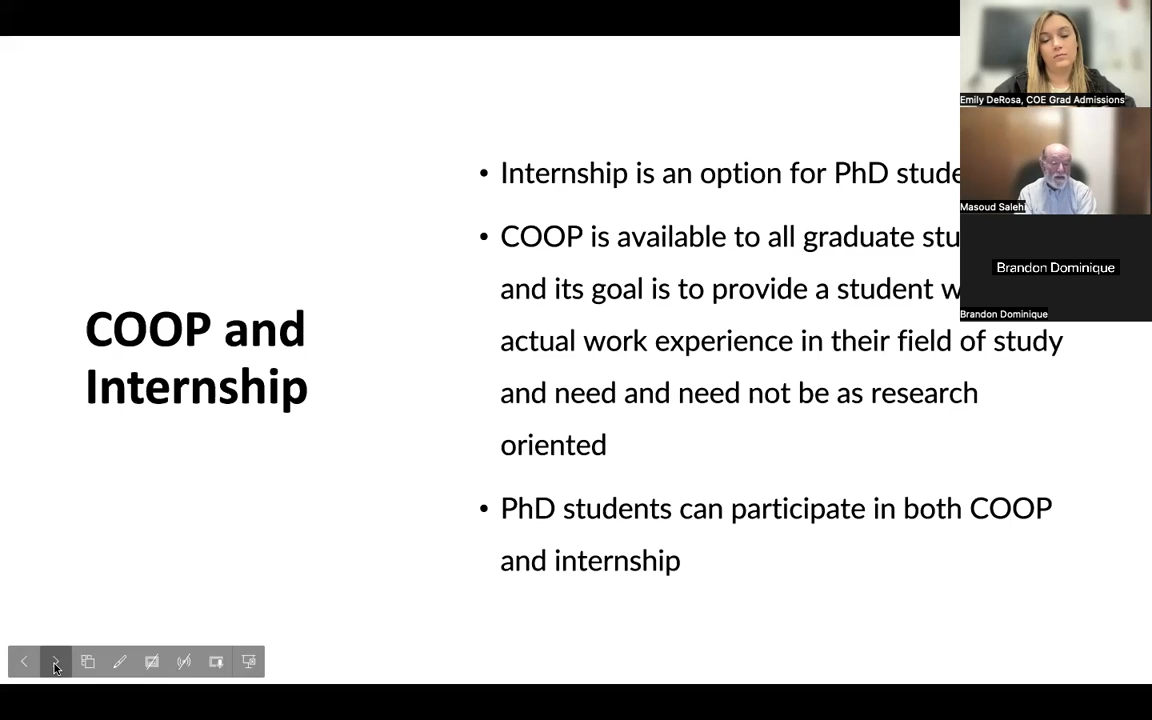 COOP and
Internship
• Internship is an option for PhD stude
• COOP is available to all graduate stu
and its goal is to provide a student w
actual work experience in their field of study
and need and need not be as research
oriented
• PhD students can participate in both COOP
and internship
Emily DeRosa, COE Grad Admissions
Masoud Salehi
Brandon Dominique
Brandon Dominique